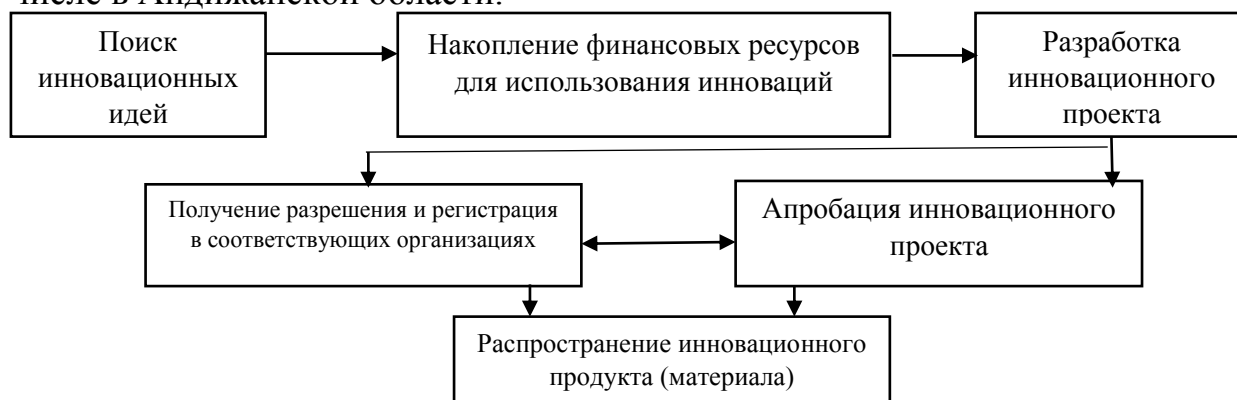 числе в Андижанской области.
Поиск
инновационных
идей
Накопление финансовых ресурсов
для использования инноваций
Разработка
инновационного
проекта
Получение разрешения и регистрация
в соответствующих организациях
Апробация инновационного
проекта
Распространение инновационного
продукта (материала)